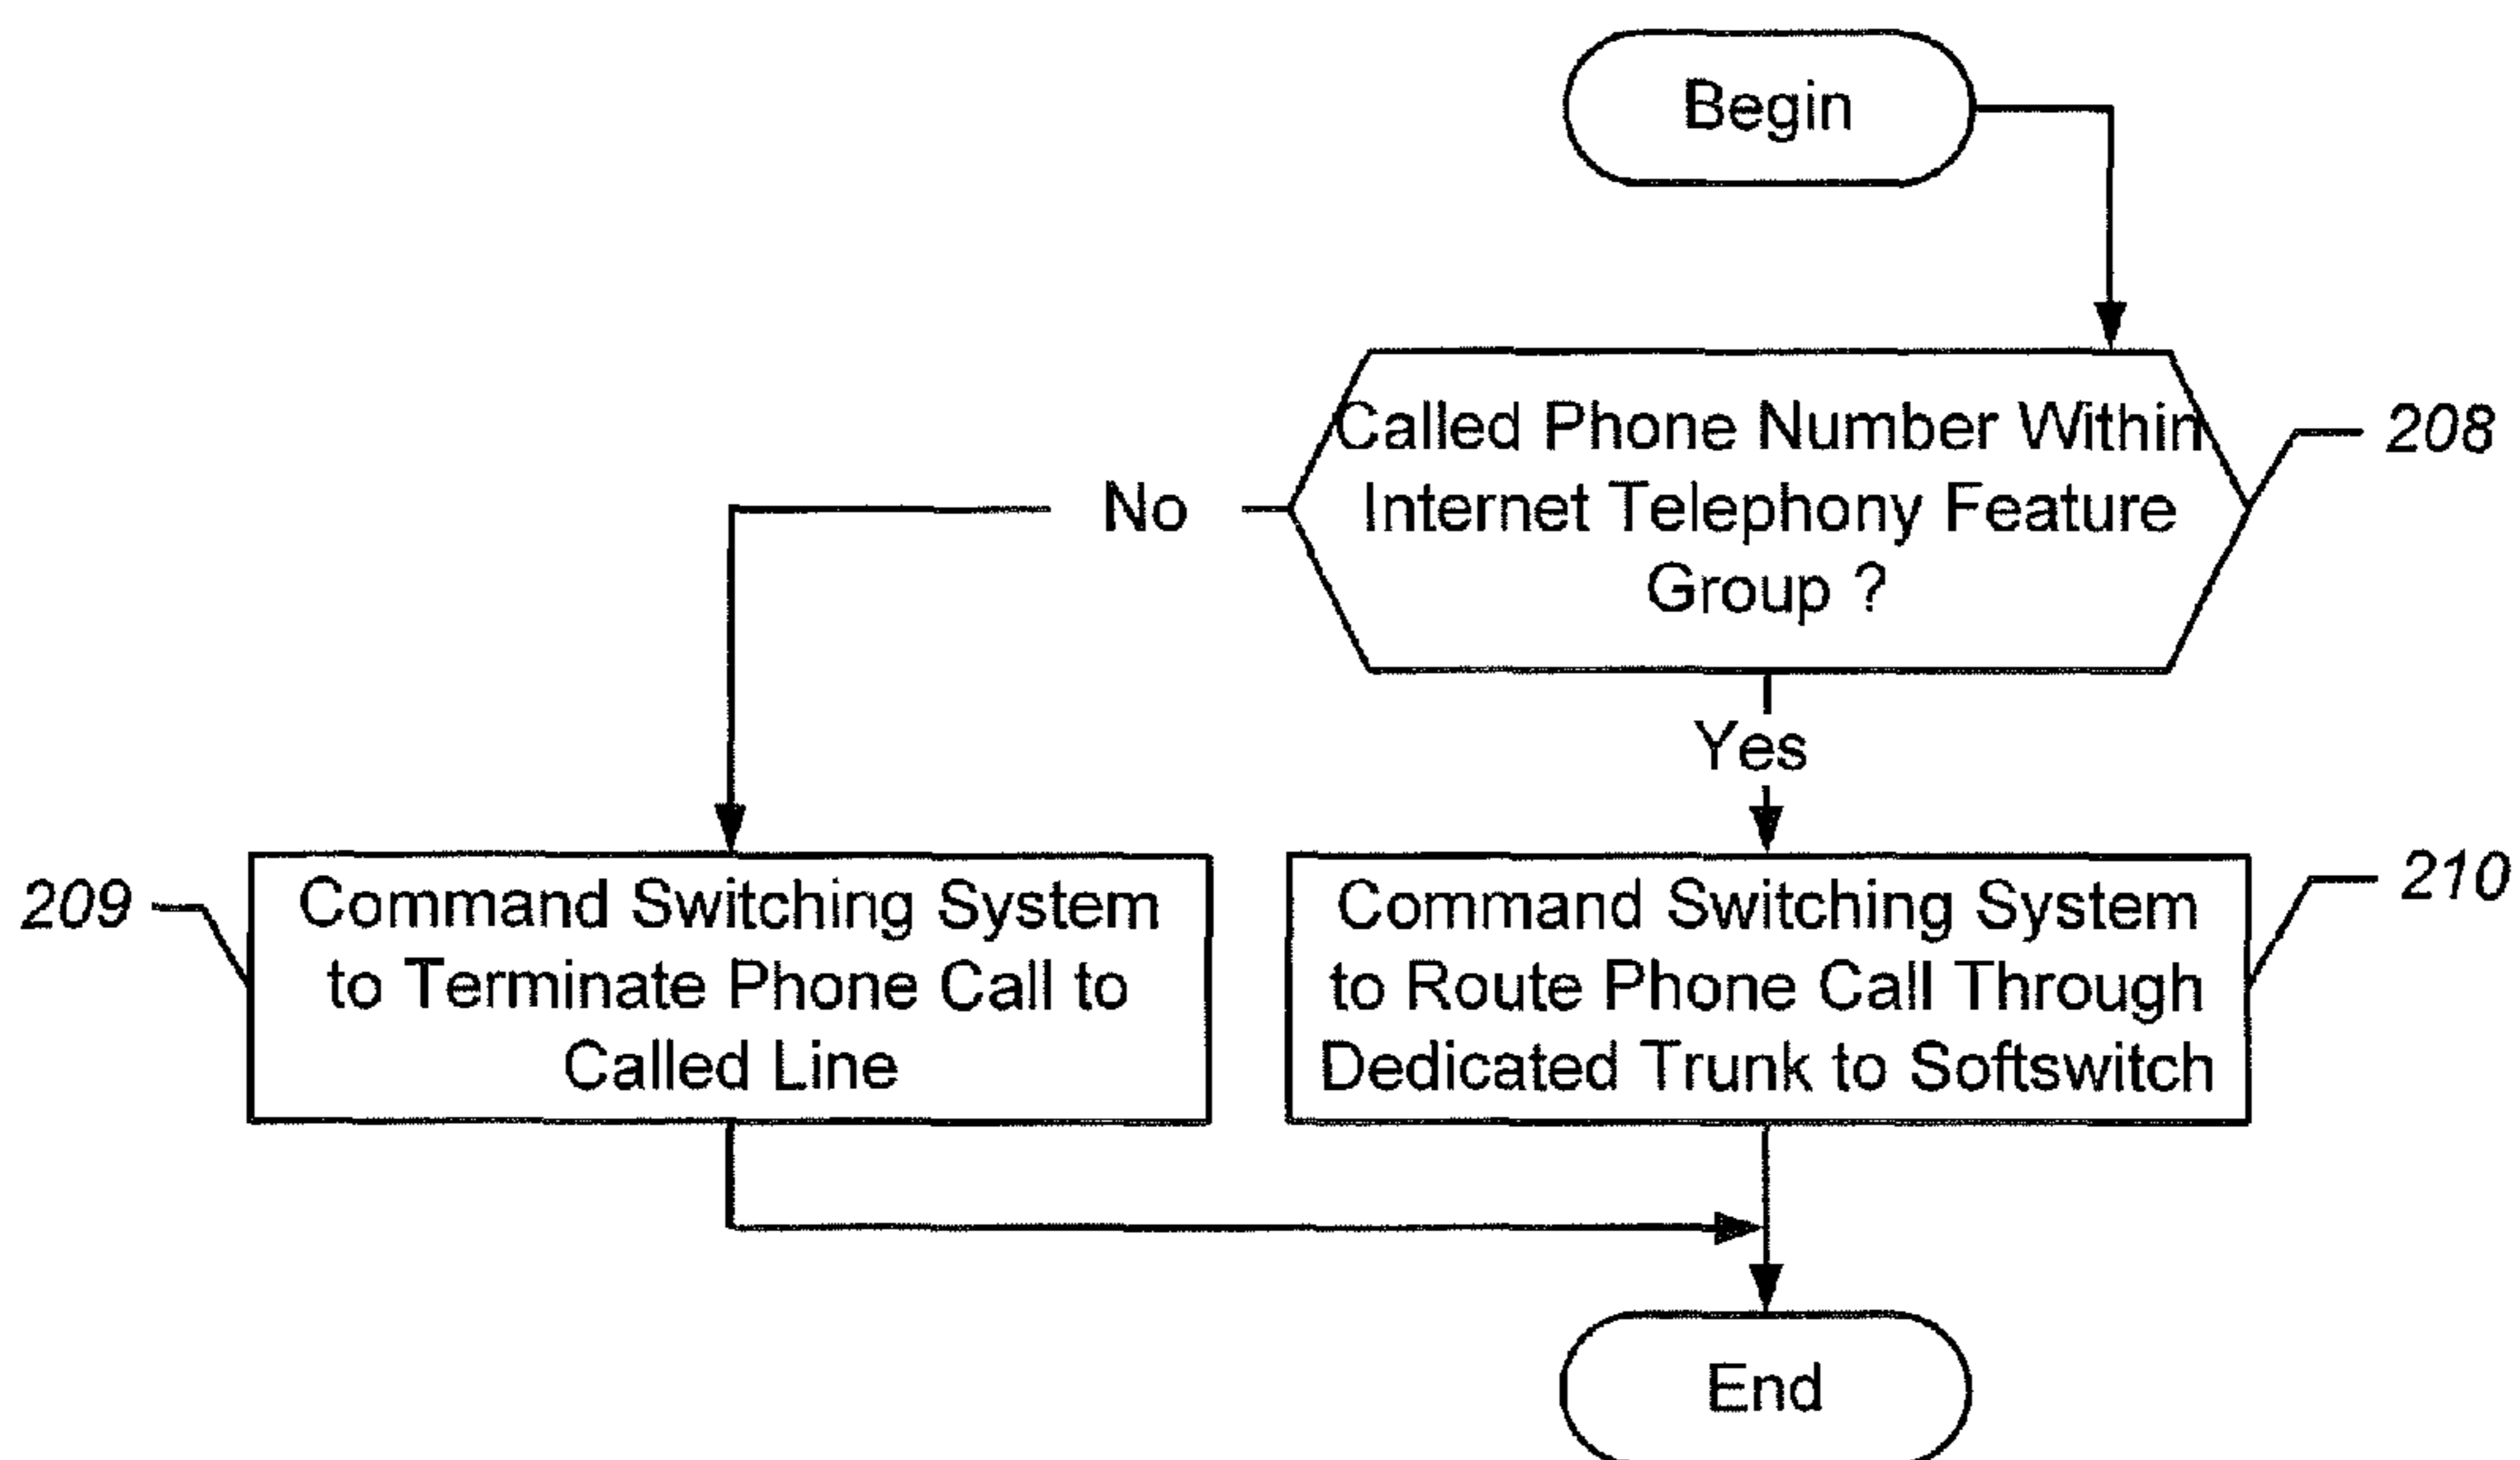 Begin
Called Phone Number Within
Internet Telephony Feature
Group ?
208
No
Yes
209
Command Switching System
to Terminate Phone Call to
Called Line
Command Switching System
to Route Phone Call Through
Dedicated Trunk to Softswitch
210
End